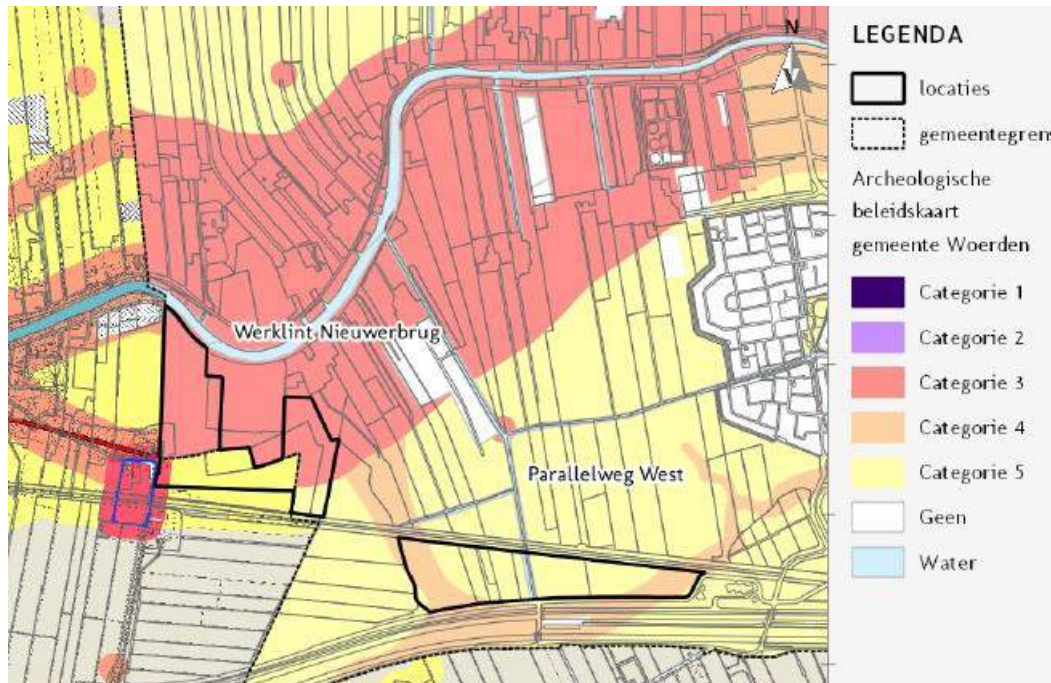 N
Werklint Nieuwerbrug
Parallelweg West
LEGENDA
locaties
gemeentegrens
Archeologische
beleidskaart
gemeente Woerden
Categorie 1
Categorie 2
Categorie 3
Categorie 4
Categorie 5
Geen
Water